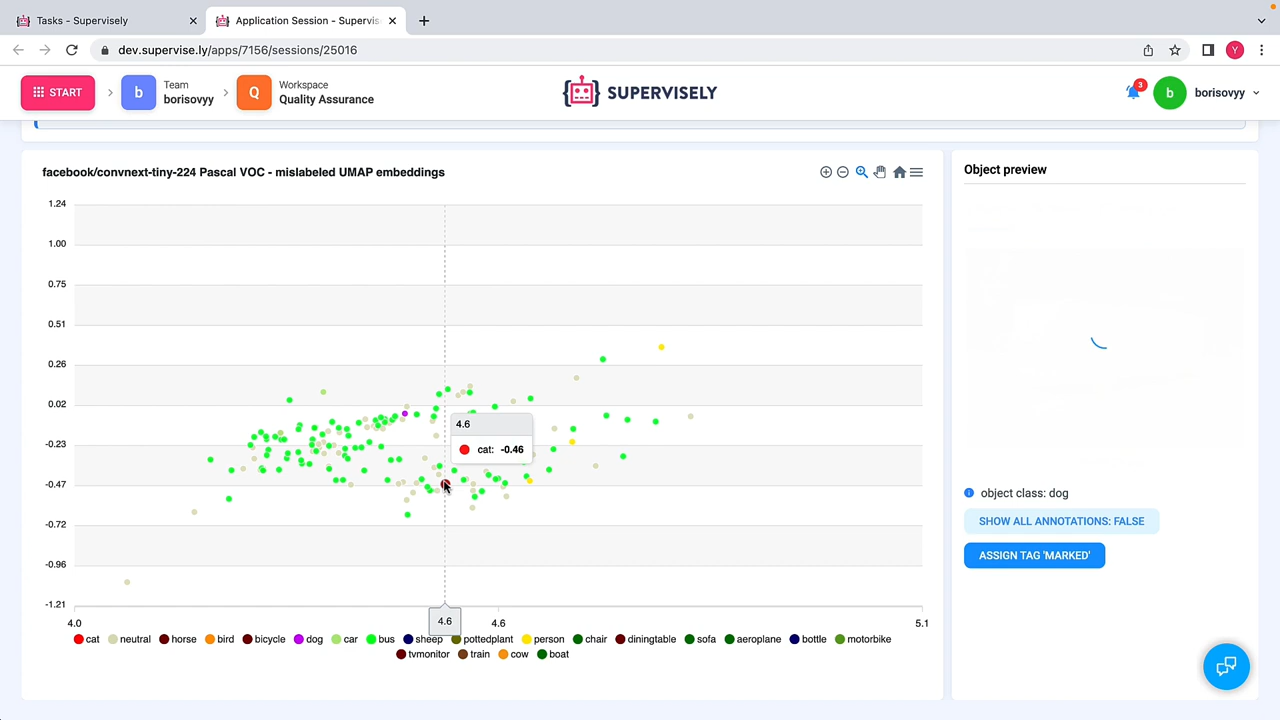 Tasks - Supervisely
Application Session - Supervis
dev.supervise.ly/apps/7156/sessions/25016
Y
START
b
Team
borisovyy
Q
Workspace
Quality Assurance
SUPERVISELY
3
b
borisovyy
facebook/convnext-tiny-224 Pascal VOC - mislabeled UMAP embeddings
1.24
1.00
0.75
0.51
0.26
0.02
-0.23
-0.47
-0.72
-0.96
-1.21
4.6
cat: -0.46
4.0
4.6
4.6
5.1
cat neutral horse bird bicycle dog car bus sheep pottedplant person chair diningtable sofa aeroplane bottle motorbike
tvmonitor train cow boat
Object preview
object class: dog
SHOW ALL ANNOTATIONS: FALSE
ASSIGN TAG 'MARKED'